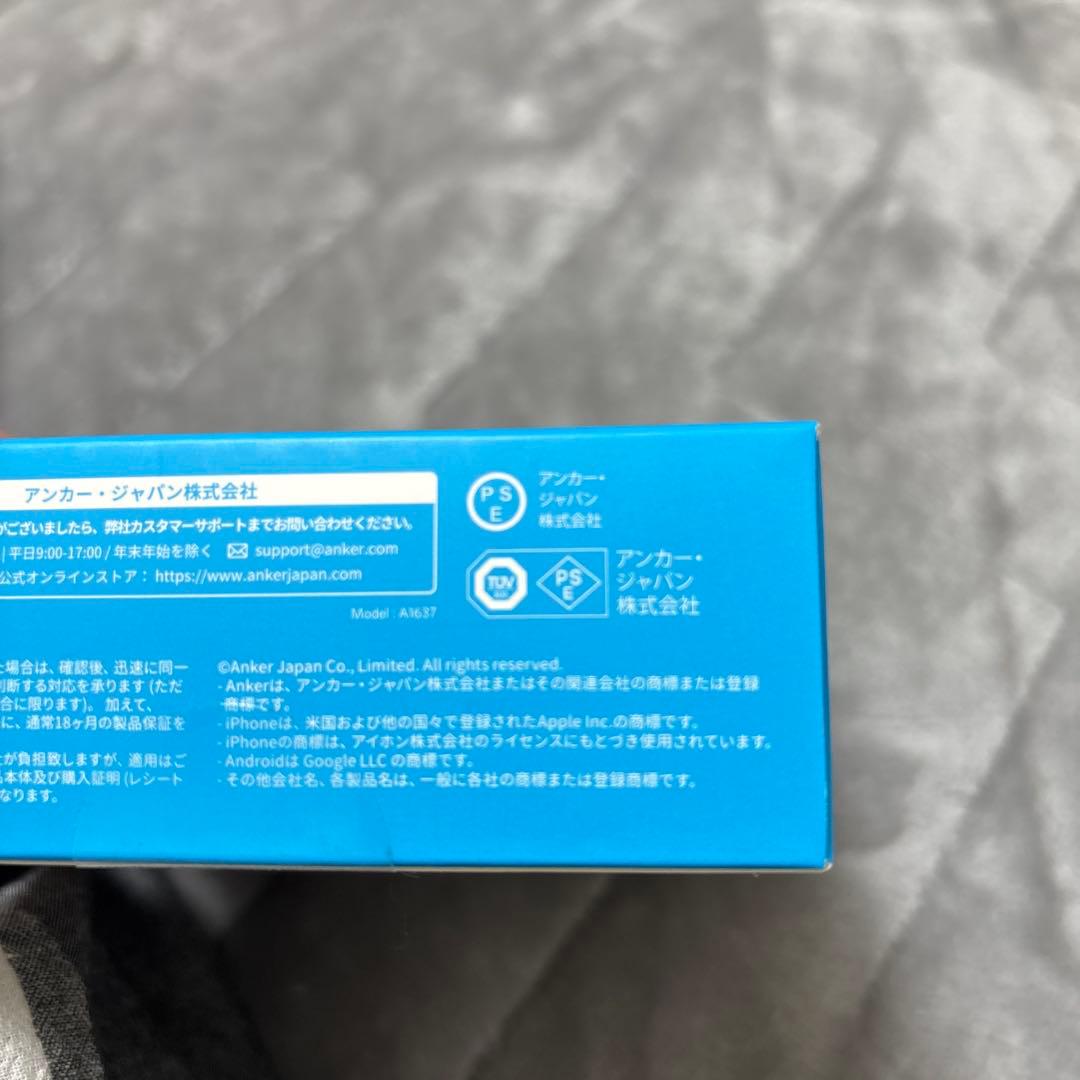 アンカー・ジャパン株式会社
がございましたら、弊社カスタマーサポートまでお問い合わせください。
| 平日9:00-17:00 / 年末年始を除く support@anker.com
公式オンラインストア： https://www.ankerjapan.com
Model : A1637
PSE
アンカー・
ジャパン
株式会社
TÜV
PSE
アンカー・
ジャパン
株式会社
た場合は、確認後、迅速に同一
判断する対応を承ります (ただ
合に限ります)。 加えて、
に、通常18ヶ月の製品保証を
が負担致しますが、適用はご
本体及び購入証明 (レシート
なります。
©Anker Japan Co., Limited. All rights reserved.
- Ankerは、アンカー・ジャパン株式会社またはその関連会社の商標または登録
商標です。
- iPhoneは、米国および他の国々で登録されたApple Inc.の商標です。
- iPhoneの商標は、アイホン株式会社のライセンスにもとづき使用されています。
- Androidは Google LLC の商標です。
- その他会社名、各製品名は、一般に各社の商標または登録商標です。